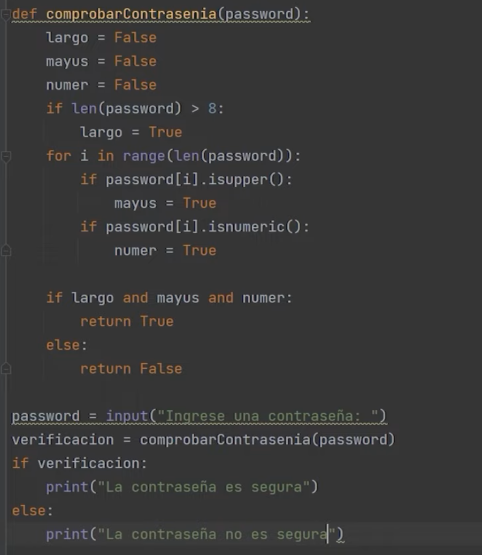 def comprobarContrasenia(password):
    largo = False
    mayus = False
    numer = False
    if len(password) > 8:
        largo = True
    for i in range(len(password)):
        if password[i].isupper():
            mayus = True
        if password[i].isnumeric():
            numer = True

    if largo and mayus and numer:
        return True
    else:
        return False

password = input("Ingrese una contraseña: ")
verificacion = comprobarContrasenia(password)
if verificacion:
    print("La contraseña es segura")
else:
    print("La contraseña no es segura")